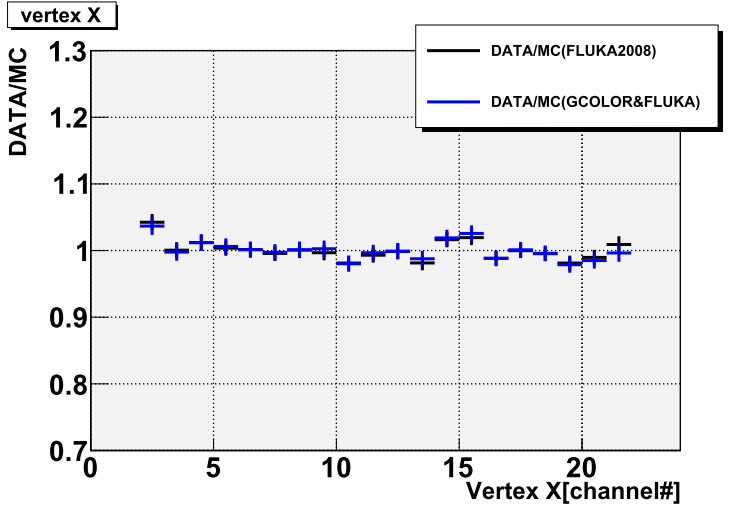 vertex X
DATA/MC
DATA/MC(FLUKA2008)
DATA/MC(GCOLOR&FLUKA)
1.3
1.2
1.1
1
0.9
0.8
0.7
0 5 10 15 20
Vertex X[channel#]